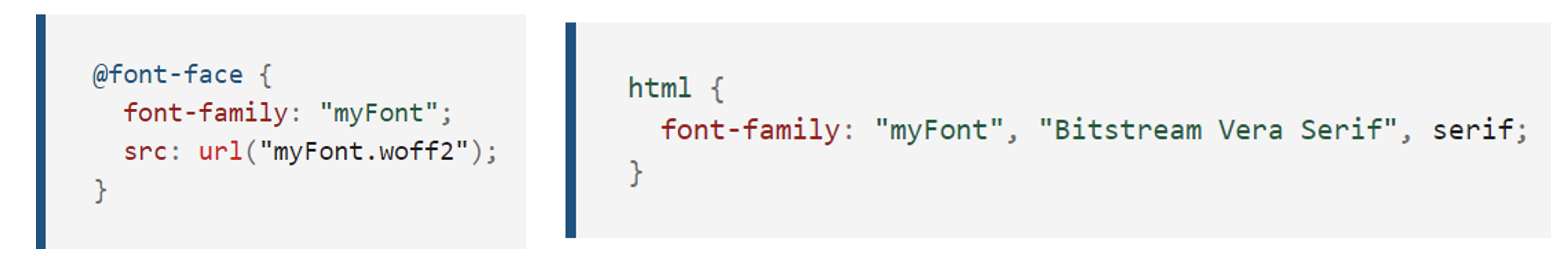 @font-face {
  font-family: "myFont";
  src: url("myFont.woff2");
}
html {
  font-family: "myFont", "Bitstream Vera Serif", serif;
}